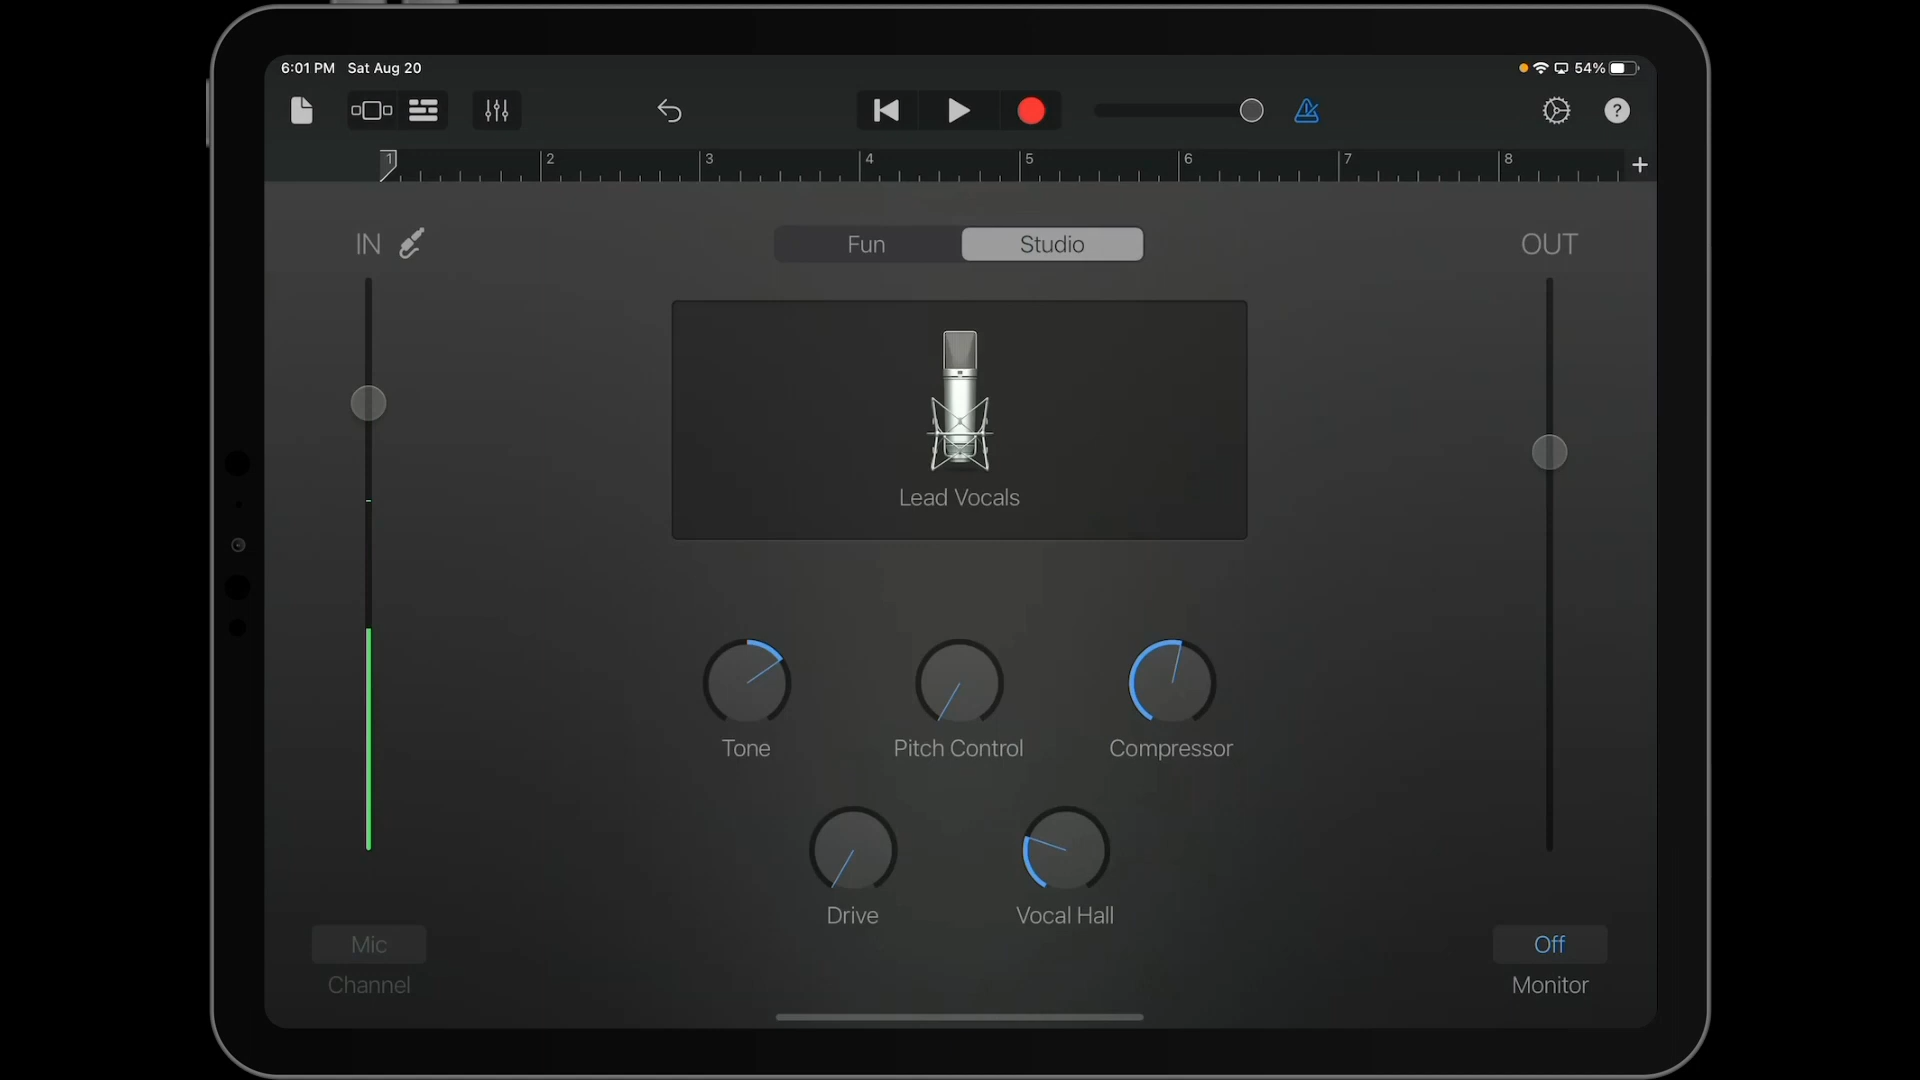 6:01 PM Sat Aug 20
54%
?
1 2 3 4 5 6 7 8 +
IN
Fun
Studio
OUT
Lead Vocals
Tone
Pitch Control
Compressor
Drive
Vocal Hall
Mic
Channel
Off
Monitor